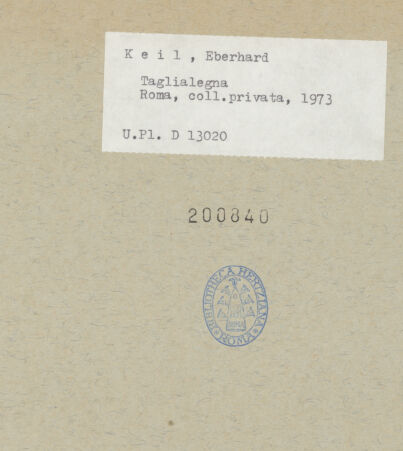 K e i l , Eberhard
Taglialegna
Roma, coll.privata, 1973
U.Pl. D 13020
200840
BIBLIOTHECA HERTZIANA
ROMA